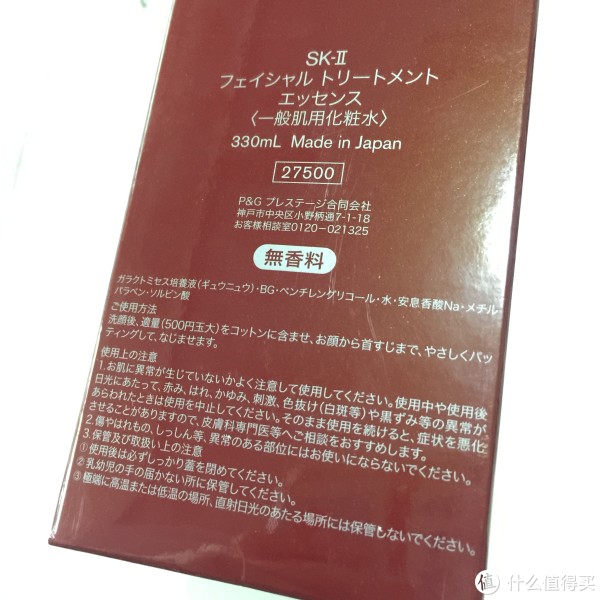 SK-II
フェイシャル トリートメント
エッセンス
〈一般肌用化粧水〉
330mL Made in Japan
27500
P&G プレステージ合同会社
神戸市中央区小野柄通7-1-18
お客様相談室0120-021325
無香料
ガラクトミセス培養液(ギュウニュウ)・BG・ペンチレングリコール・水・安息香酸Na・メチル
パラベン・ソルビン酸
ご使用方法
洗顔後、適量(500円玉大)をコットンに含ませ、お顔から首すじまで、やさしくパッ
ティングして、なじませます。
使用上の注意
1.お肌に異常が生じていないかよく注意して使用してください。使用中や使用後
日光にあたって、赤み、はれ、かゆみ、刺激、色抜け(白斑等)や黒ずみ等の異常が
あらわれたときは使用を中止してください。そのまま使用を続けると、症状を悪化
させることがありますので、皮膚科専門医等へご相談をおすすめします。
2.傷やはれもの、しっしん等、異常のある部位にはお使いにならないでください。
3.保管及び取扱い上の注意
①使用後は必ずしっかり蓋を閉めてください。
②乳幼児の手の届かない所に保管してください。
③極端に高温または低温の場所、直射日光のあたる場所には保管しないでください。
值 什么值得买